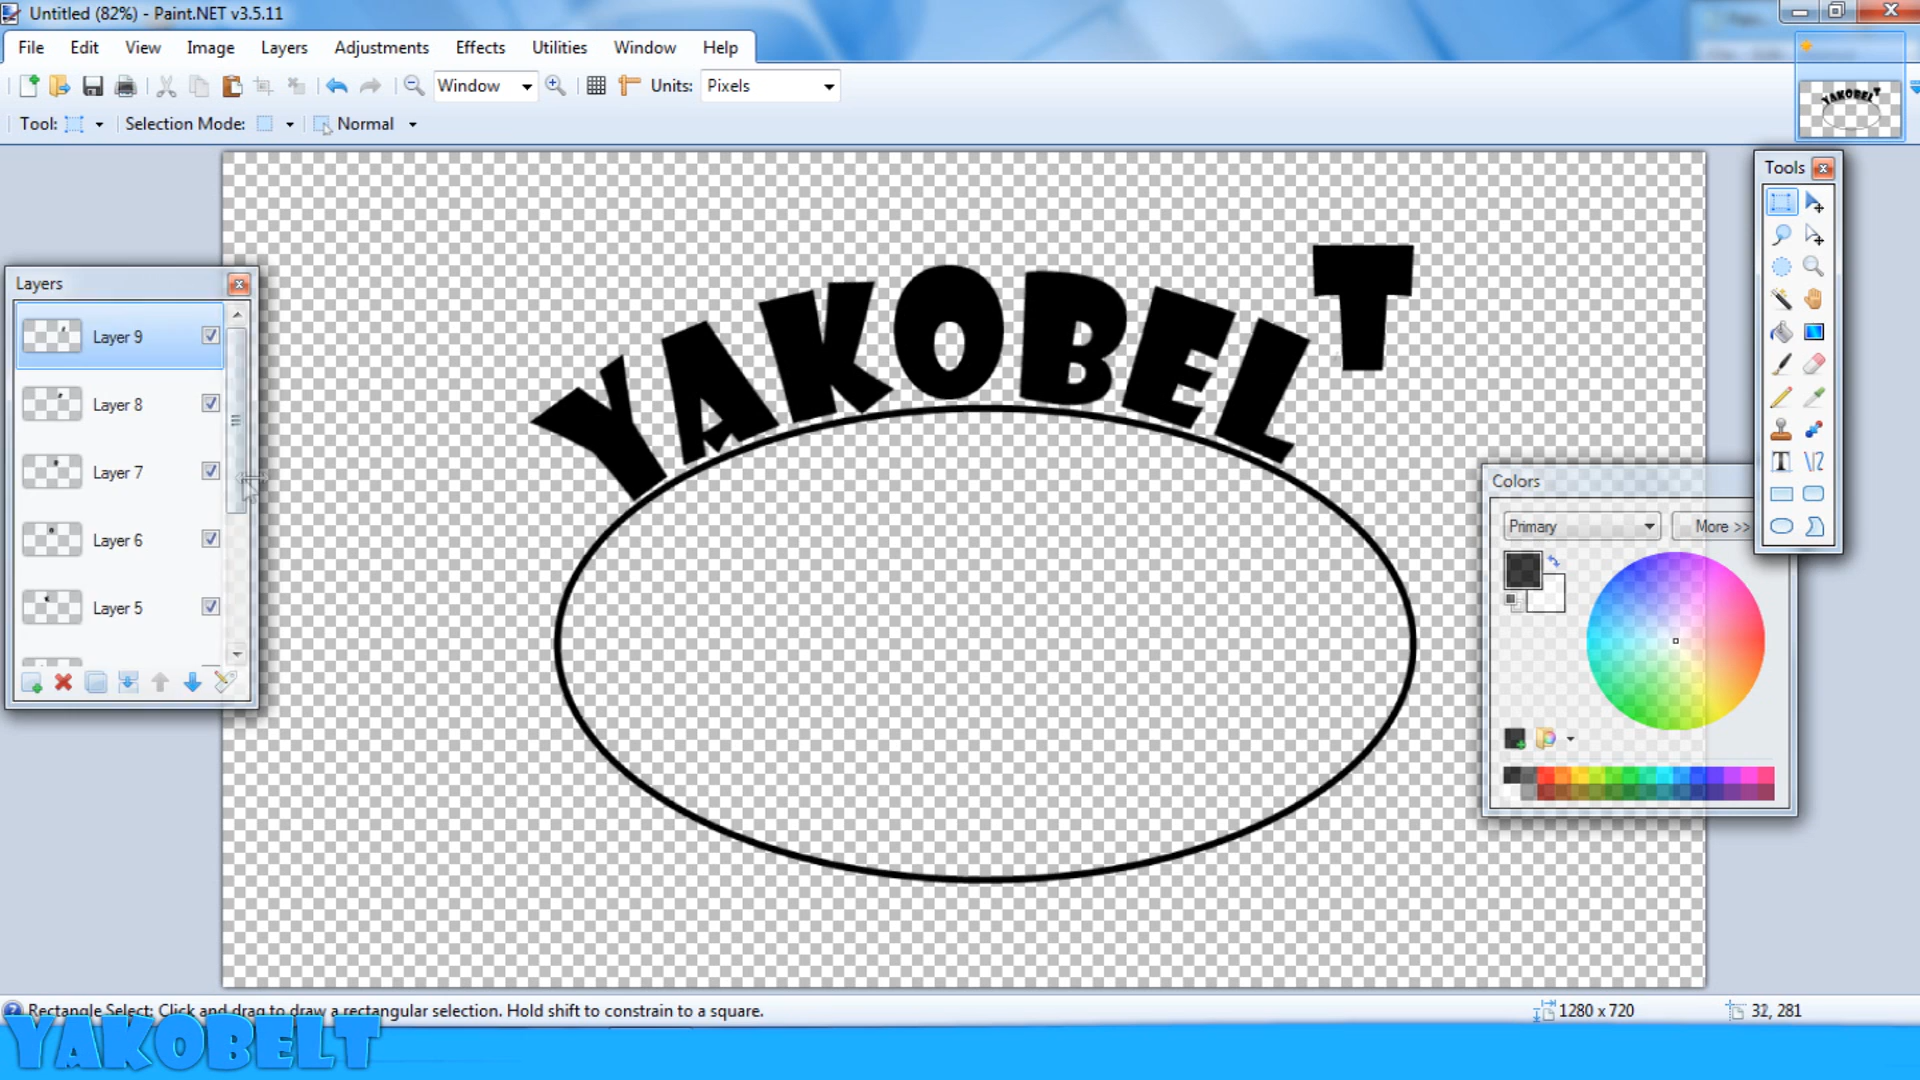 Untitled (82%) - Paint.NET v3.5.11
File Edit View Image Layers Adjustments Effects Utilities Window Help
Window Units: Pixels
Tool: Selection Mode: Normal
YAKOBELT
Tools
Layers
Layer 9
Layer 8
Layer 7
Layer 6
Layer 5
YAKOBELT
Colors
Primary More >>
Rectangle Select: Click and drag to draw a rectangular selection. Hold shift to constrain to a square. 1280 x 720 32, 281
YAKOBELT